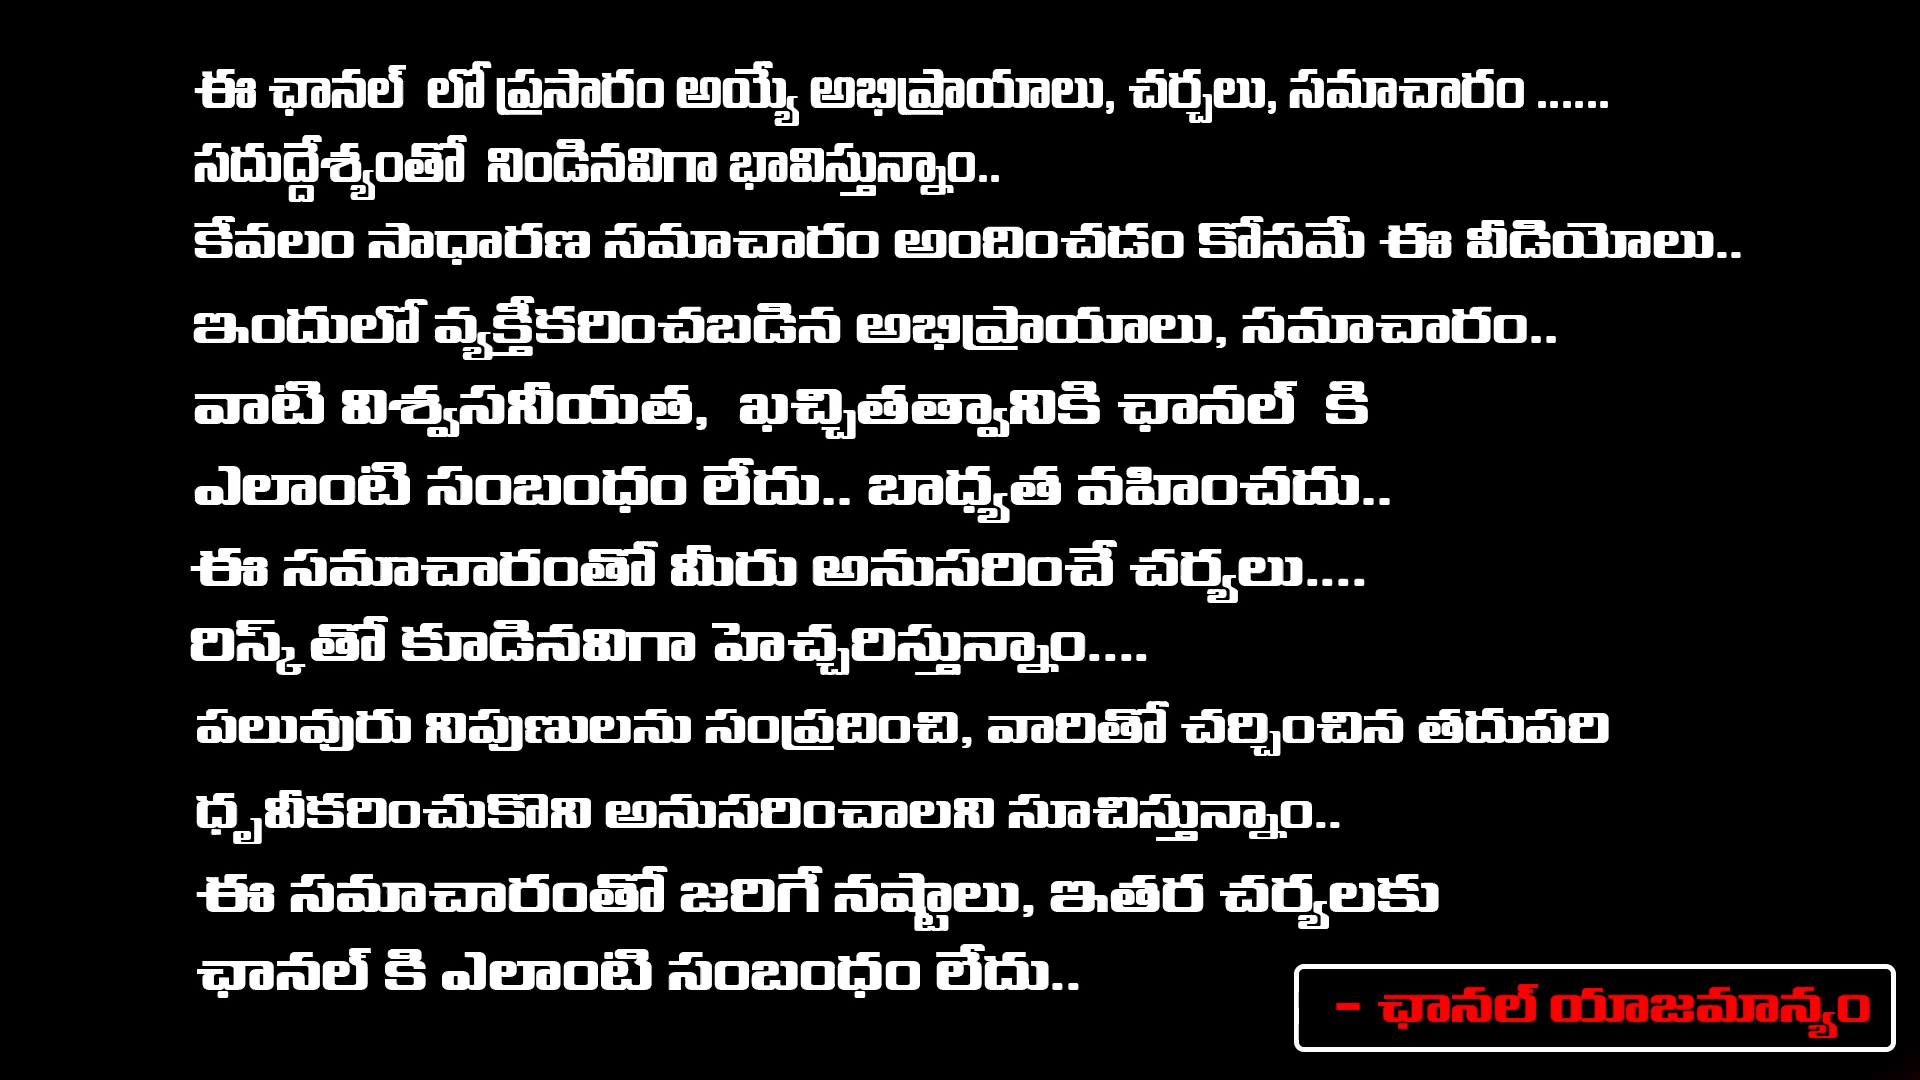 ఈ ఛానల్ లో ప్రసారం అయ్యే అభిప్రాయాలు, చర్చలు, సమాచారం ......
సదుద్దేశ్యంతో నిండినవిగా భావిస్తున్నాం..
కేవలం సాధారణ సమాచారం అందించడం కోసమే ఈ వీడియోలు..
ఇందులో వ్యక్తీకరించబడిన అభిప్రాయాలు, సమాచారం..
వాటి విశ్వసనీయత, ఖచ్చితత్వానికి ఛానల్ కి
ఎలాంటి సంబంధం లేదు.. బాధ్యత వహించదు..
ఈ సమాచారంతో మీరు అనుసరించే చర్యలు....
రిస్క్ తో కూడినవిగా హెచ్చరిస్తున్నాం....
పలువురు నిపుణులను సంప్రదించి, వారితో చర్చించిన తదుపరి
ధృవీకరించుకొని అనుసరించాలని సూచిస్తున్నాం..
ఈ సమాచారంతో జరిగే నష్టాలు, ఇతర చర్యలకు
ఛానల్ కి ఎలాంటి సంబంధం లేదు..
- ఛానల్ యాజమాన్యం